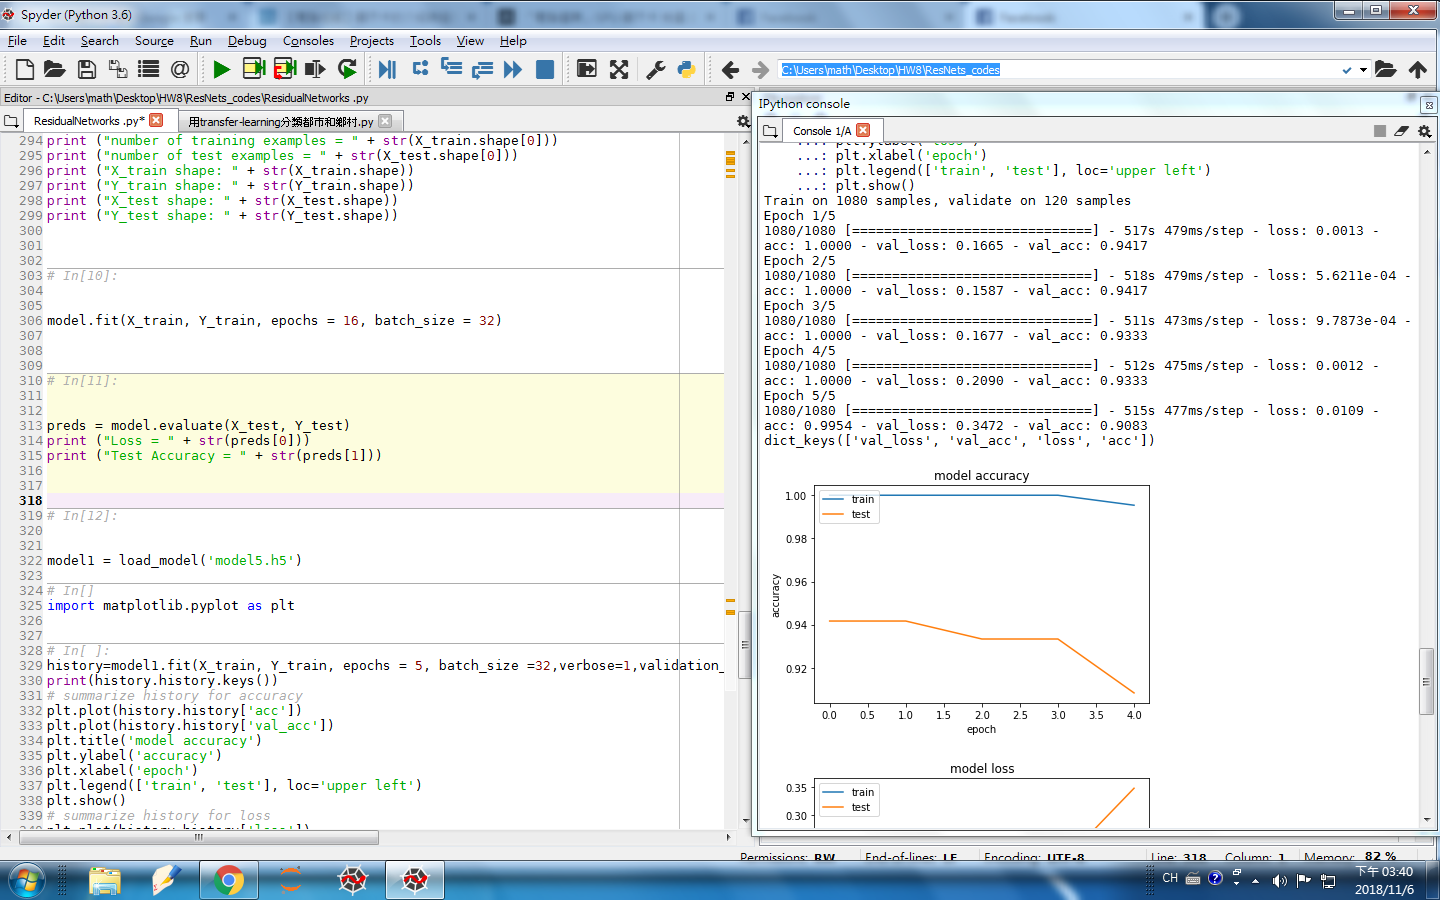 Spyder (Python 3.6)
File Edit Search Source Run Debug Consoles Projects Tools View Help
C:\Users\math\Desktop\HW8\ResNets_codes
Editor - C:\Users\math\Desktop\HW8\ResNets_codes\ResidualNetworks .py
ResidualNetworks .py*
用transfer-learning分類都市和鄉村.py
294 print ("number of training examples = " + str(X_train.shape[0]))
295 print ("number of test examples = " + str(X_test.shape[0]))
296 print ("X_train shape: " + str(X_train.shape))
297 print ("Y_train shape: " + str(Y_train.shape))
298 print ("X_test shape: " + str(X_test.shape))
299 print ("Y_test shape: " + str(Y_test.shape))
300
301
302
303 # In[10]:
304
305
306 model.fit(X_train, Y_train, epochs = 16, batch_size = 32)
307
308
309
310 # In[11]:
311
312
313 preds = model.evaluate(X_test, Y_test)
314 print ("Loss = " + str(preds[0]))
315 print ("Test Accuracy = " + str(preds[1]))
316
317
318
319 # In[12]:
320
321
322 model1 = load_model('model5.h5')
323
324 # In[]
325 import matplotlib.pyplot as plt
326
327
328 # In[ ]:
329 history=model1.fit(X_train, Y_train, epochs = 5, batch_size =32,verbose=1,validation_
330 print(history.history.keys())
331 # summarize history for accuracy
332 plt.plot(history.history['acc'])
333 plt.plot(history.history['val_acc'])
334 plt.title('model accuracy')
335 plt.ylabel('accuracy')
336 plt.xlabel('epoch')
337 plt.legend(['train', 'test'], loc='upper left')
338 plt.show()
339 # summarize history for loss
340 plt.plot(history.history['loss'])
IPython console
Console 1/A
...: plt.ylabel('loss')
...: plt.xlabel('epoch')
...: plt.legend(['train', 'test'], loc='upper left')
...: plt.show()
Train on 1080 samples, validate on 120 samples
Epoch 1/5
1080/1080 [==============================] - 517s 479ms/step - loss: 0.0013 -
acc: 1.0000 - val_loss: 0.1665 - val_acc: 0.9417
Epoch 2/5
1080/1080 [==============================] - 518s 479ms/step - loss: 5.6211e-04 -
acc: 1.0000 - val_loss: 0.1587 - val_acc: 0.9417
Epoch 3/5
1080/1080 [==============================] - 511s 473ms/step - loss: 9.7873e-04 -
acc: 1.0000 - val_loss: 0.1677 - val_acc: 0.9333
Epoch 4/5
1080/1080 [==============================] - 512s 475ms/step - loss: 0.0012 -
acc: 1.0000 - val_loss: 0.2090 - val_acc: 0.9333
Epoch 5/5
1080/1080 [==============================] - 515s 477ms/step - loss: 0.0109 -
acc: 0.9954 - val_loss: 0.3472 - val_acc: 0.9083
dict_keys(['val_loss', 'val_acc', 'loss', 'acc'])
model accuracy
train
test
1.00
0.98
0.96
0.94
0.92
accuracy
0.0 0.5 1.0 1.5 2.0 2.5 3.0 3.5 4.0
epoch
model loss
train
test
0.35
0.30
Permissions: RW End-of-lines: LF Encoding: UTF-8 Line: 318 Column: 1 Memory: 82 %
CH
下午 03:40
2018/11/6